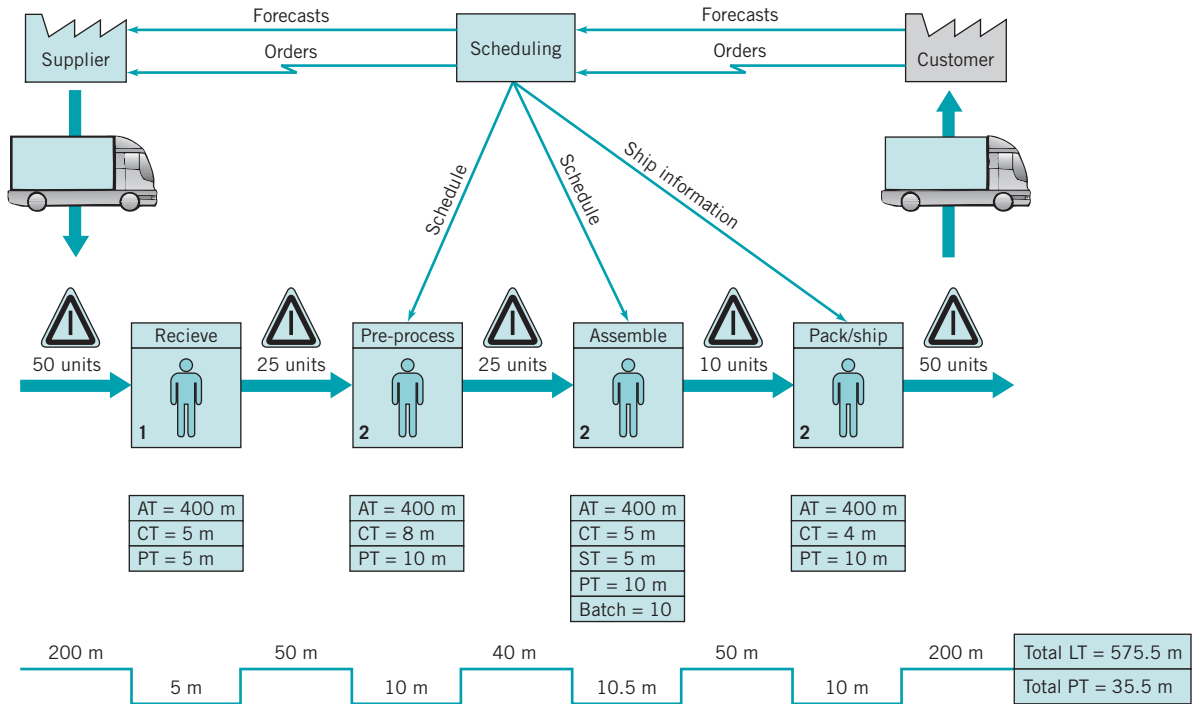 Forecasts
Forecasts
Supplier
Scheduling
Customer
Orders
Orders
Schedule
Schedule
Ship information
Recieve
Pre-process
Assemble
Pack/ship
50 units
25 units
25 units
10 units
50 units
1
2
2
2
AT = 400 m
CT = 5 m
PT = 5 m
AT = 400 m
CT = 8 m
PT = 10 m
AT = 400 m
CT = 5 m
ST = 5 m
PT = 10 m
Batch = 10
AT = 400 m
CT = 4 m
PT = 10 m
200 m
50 m
40 m
50 m
200 m
5 m
10 m
10.5 m
10 m
Total LT = 575.5 m
Total PT = 35.5 m